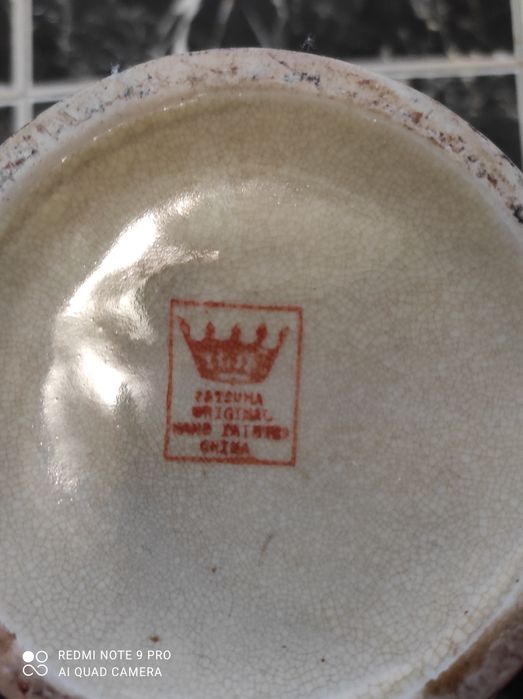 SATSUMA
ORIGINAL
HAND PAINTED
CHINA
REDMI NOTE 9 PRO
AI QUAD CAMERA